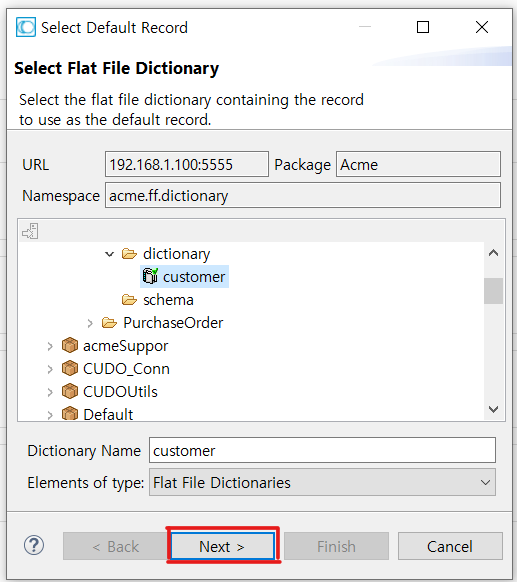 Select Default Record
Select Flat File Dictionary
Select the flat file dictionary containing the record
to use as the default record.
URL 192.168.1.100:5555 Package Acme
Namespace acme.ff.dictionary
dictionary
customer
schema
PurchaseOrder
acmeSuppor
CUDO_Conn
CUDOUtils
Default
Dictionary Name customer
Elements of type: Flat File Dictionaries
? < Back Next > Finish Cancel